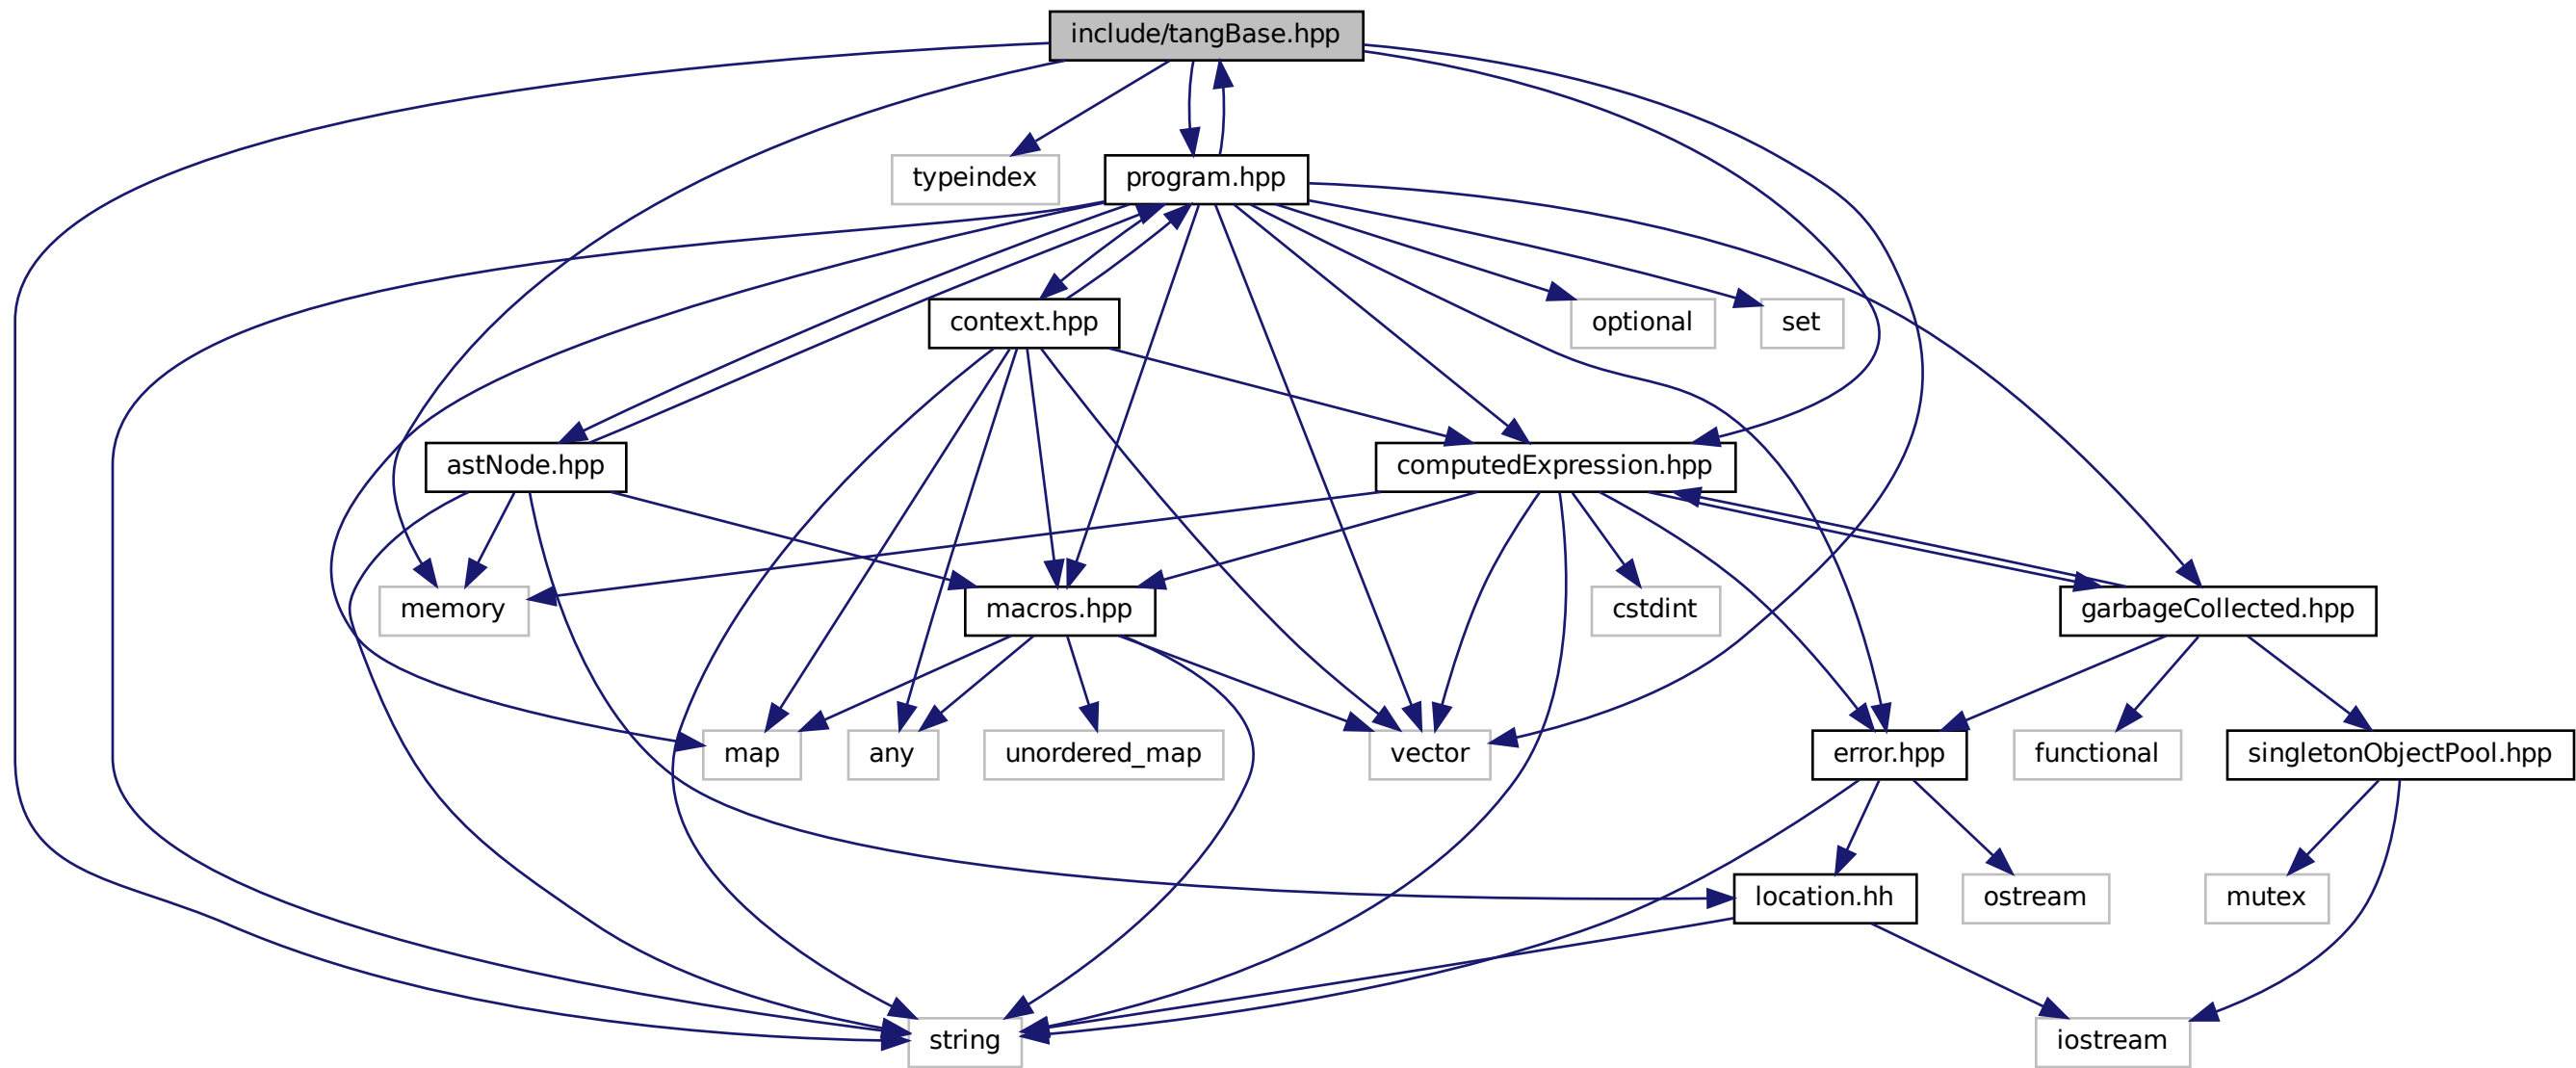 include/tangBase.hpp
typeindex
program.hpp
context.hpp
optional
set
astNode.hpp
computedExpression.hpp
memory
macros.hpp
cstdint
garbageCollected.hpp
map
any
unordered_map
vector
error.hpp
functional
singletonObjectPool.hpp
location.hh
ostream
mutex
string
iostream